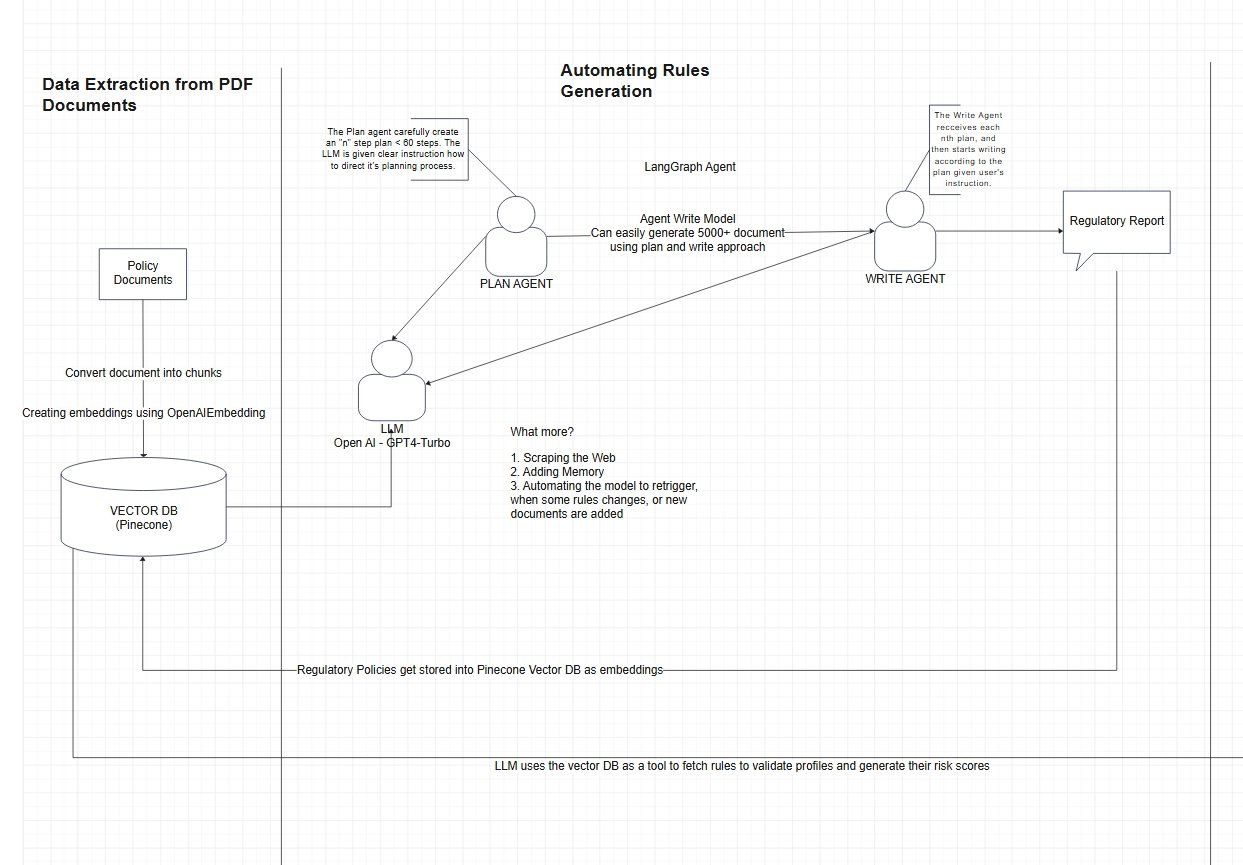 Data Extraction from PDF
Documents
Automating Rules
Generation
The Plan agent carefully create
an "n" step plan < 60 steps. The
LLM is given clear instruction how
to direct it's planning process.
The Write Agent
recceives each
nth plan, and
then starts writing
according to the
plan given user's
instruction.
LangGraph Agent
Agent Write Model
Can easily generate 5000+ document
using plan and write approach
Regulatory Report
PLAN AGENT
WRITE AGENT
Policy
Documents
Convert document into chunks
Creating embeddings using OpenAIEmbedding
LLM
Open AI - GPT4-Turbo
What more?
1. Scraping the Web
2. Adding Memory
3. Automating the model to retrigger,
when some rules changes, or new
documents are added
VECTOR DB
(Pinecone)
Regulatory Policies get stored into Pinecone Vector DB as embeddings
LLM uses the vector DB as a tool to fetch rules to validate profiles and generate their risk scores